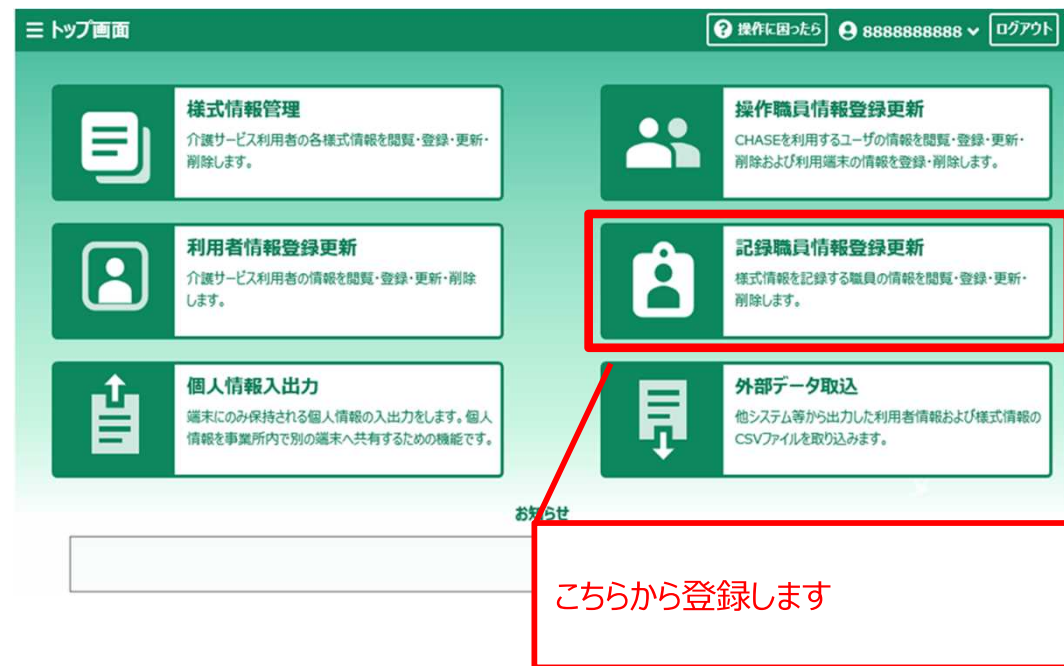 トップ画面
操作に困ったら
8888888888
ログアウト
様式情報管理
介護サービス利用者の各様式情報を閲覧・登録・更新・
削除します。
操作職員情報登録更新
CHASEを利用するユーザの情報を閲覧・登録・更新・
削除および利用端末の情報を登録・削除します。
利用者情報登録更新
介護サービス利用者の情報を閲覧・登録・更新・削除
します。
記録職員情報登録更新
様式情報を記録する職員の情報を閲覧・登録・更新・
削除します。
個人情報入出力
端末にのみ保持される個人情報の入出力をします。個人
情報を事業所内で別の端末へ共有するための機能です。
外部データ取込
他システム等から出力した利用者情報および様式情報の
CSVファイルを取り込みます。
お知らせ
こちらから登録します